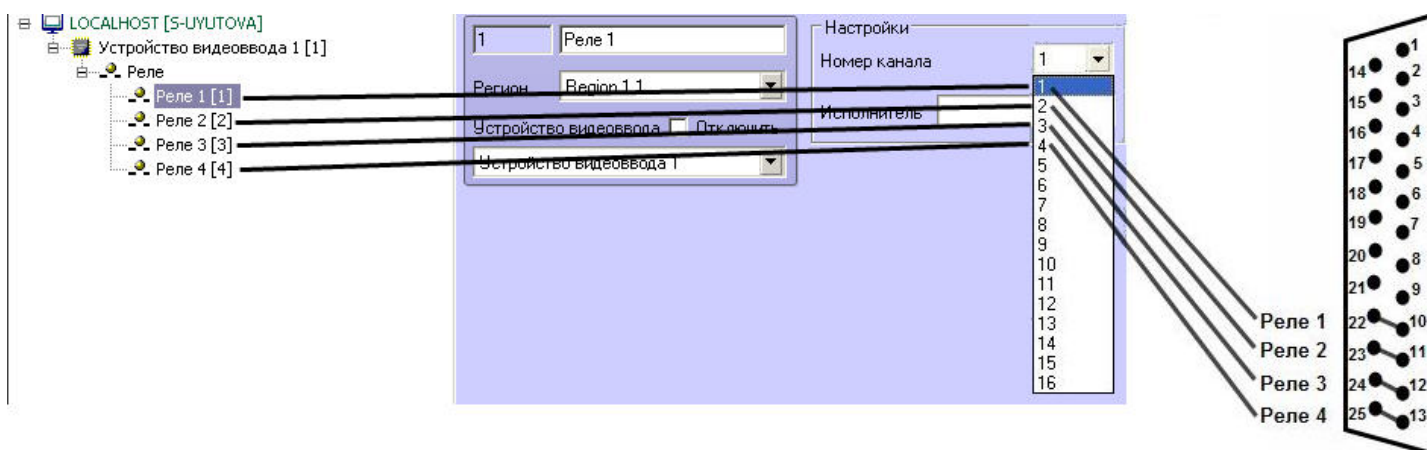 LOCALHOST [S-UYUTOVA]
Устройство видеоввода 1 [1]
Реле
Реле 1 [1]
Реле 2 [2]
Реле 3 [3]
Реле 4 [4]
1 Реле 1
Регион Region 1.1
Устройство видеоввода Отключить
Устройство видеоввода 1
Настройки
Номер канала 1
Исполнитель
1
2
3
4
5
6
7
8
9
10
11
12
13
14
15
16
Реле 1
Реле 2
Реле 3
Реле 4
1
14
2
15
3
16
4
17
5
18
6
19
7
20
8
21
9
22
10
23
11
24
12
25
13